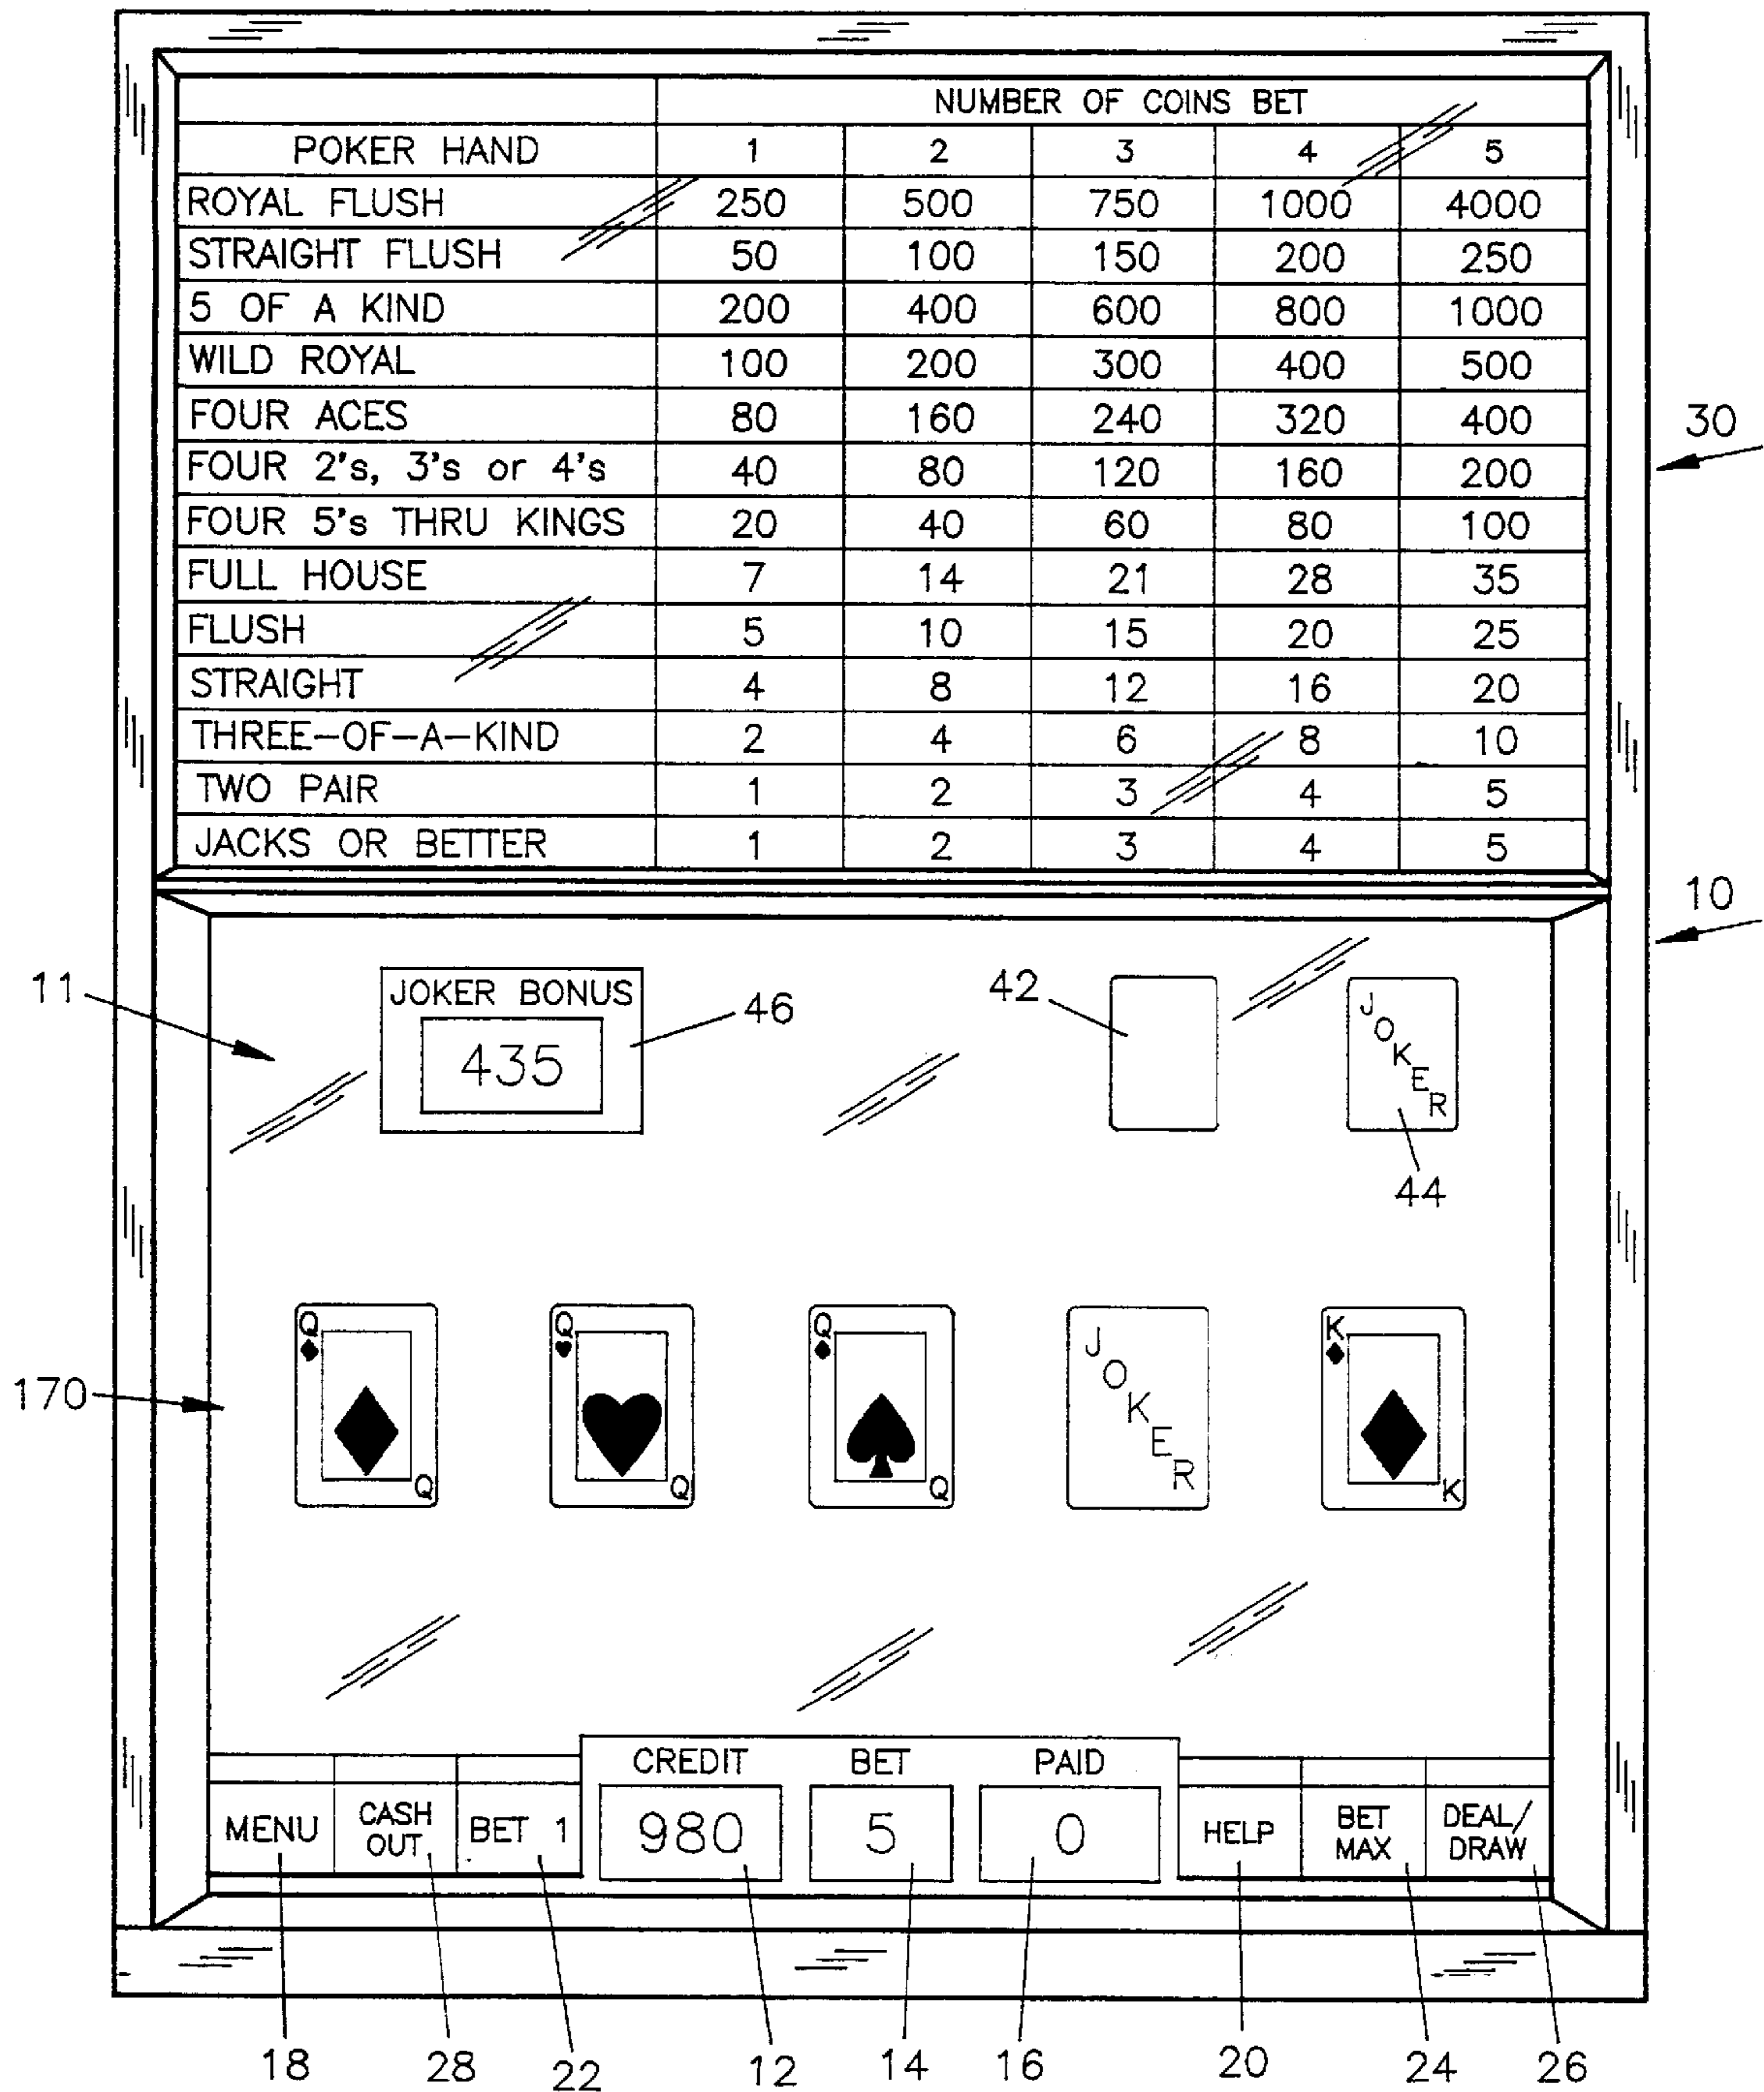 NUMBER OF COINS BET
POKER HAND 1 2 3 4 5
ROYAL FLUSH 250 500 750 1000 4000
STRAIGHT FLUSH 50 100 150 200 250
5 OF A KIND 200 400 600 800 1000
WILD ROYAL 100 200 300 400 500
FOUR ACES 80 160 240 320 400
FOUR 2's, 3's or 4's 40 80 120 160 200
FOUR 5's THRU KINGS 20 40 60 80 100
FULL HOUSE 7 14 21 28 35
FLUSH 5 10 15 20 25
STRAIGHT 4 8 12 16 20
THREE-OF-A-KIND 2 4 6 8 10
TWO PAIR 1 2 3 4 5
JACKS OR BETTER 1 2 3 4 5
30
10
11
JOKER BONUS
435
46
42
JOKER
44
170
Q Q
Q Q
Q Q
JOKER
K K
CREDIT BET PAID
MENU
CASH
OUT
BET 1
980 5 0
HELP
BET
MAX
DEAL/
DRAW
18 28 22 12 14 16 20 24 26